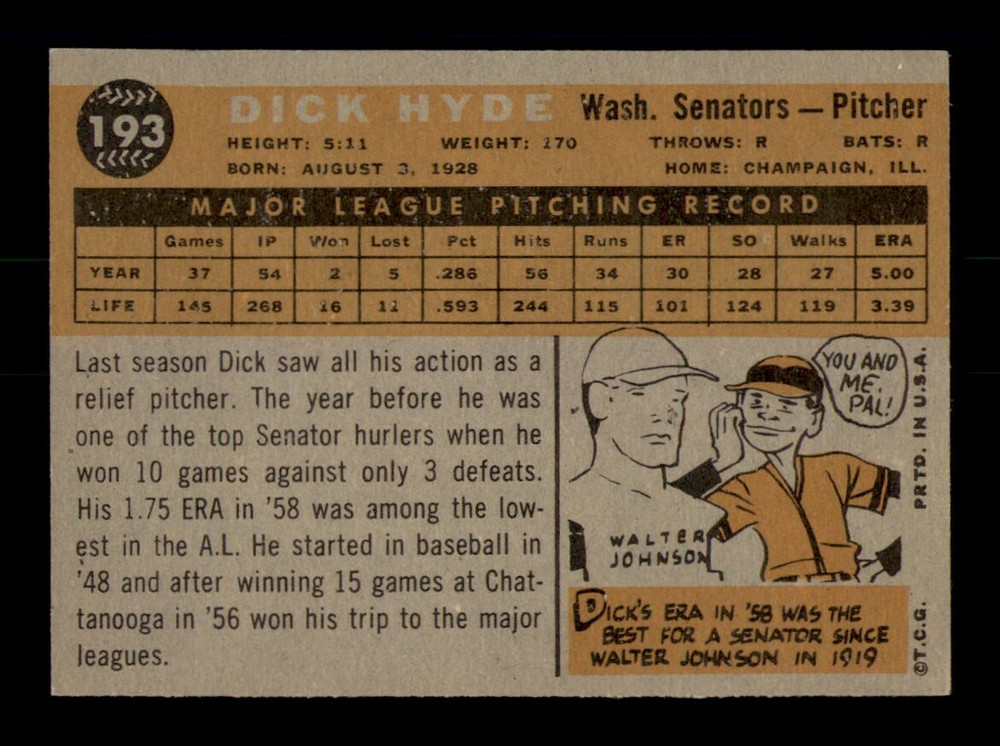 193
DICK HYDE Wash. Senators — Pitcher
HEIGHT: 5:11 WEIGHT: 170 THROWS: R BATS: R
BORN: AUGUST 3, 1928 HOME: CHAMPAIGN, ILL.
MAJOR LEAGUE PITCHING RECORD
Games IP Won Lost Pct Hits Runs ER SO Walks ERA
YEAR 37 54 2 5 .286 56 34 30 28 27 5.00
LIFE 145 268 16 11 .593 244 115 101 124 119 3.39
Last season Dick saw all his action as a
relief pitcher. The year before he was
one of the top Senator hurlers when he
won 10 games against only 3 defeats.
His 1.75 ERA in '58 was among the low-
est in the A.L. He started in baseball in
'48 and after winning 15 games at Chat-
tanooga in '56 won his trip to the major
leagues.
YOU AND
ME,
PAL!
WALTER
JOHNSON
DICK'S ERA IN '58 WAS THE
BEST FOR A SENATOR SINCE
WALTER JOHNSON IN 1919
©T.C.G. PRTD. IN U.S.A.